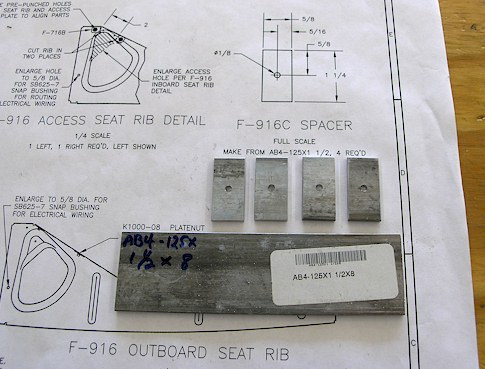 PRE-PUNCHED HOLES
SEAT RIB AND ACCESS
PLATE TO ALIGN PARTS
2
F-716B
CUT RIB IN
TWO PLACES
ENLARGE HOLE
TO 5/8 DIA.
FOR SB625-7
SNAP BUSHING
FOR ROUTING
ELECTRICAL WIRING
ENLARGE ACCESS
HOLE PER F-916
INBOARD SEAT RIB
DETAIL
-916 ACCESS SEAT RIB DETAIL
1/4 SCALE
1 LEFT, 1 RIGHT REQ'D, LEFT SHOWN
5/8
5/16
5/8
Ø1/8
1 1/4
F-916C SPACER
FULL SCALE
MAKE FROM AB4-125X1 1/2, 4 REQ'D
ENLARGE TO 5/8 DIA. FOR
SB625-7 SNAP BUSHING
FOR ELECTRICAL WIRING
K1000-08 PLATENUT
AB4-125X
1 1/2 X 8
AB4-125X1 1/2X8
F-916 OUTBOARD SEAT RIB
C